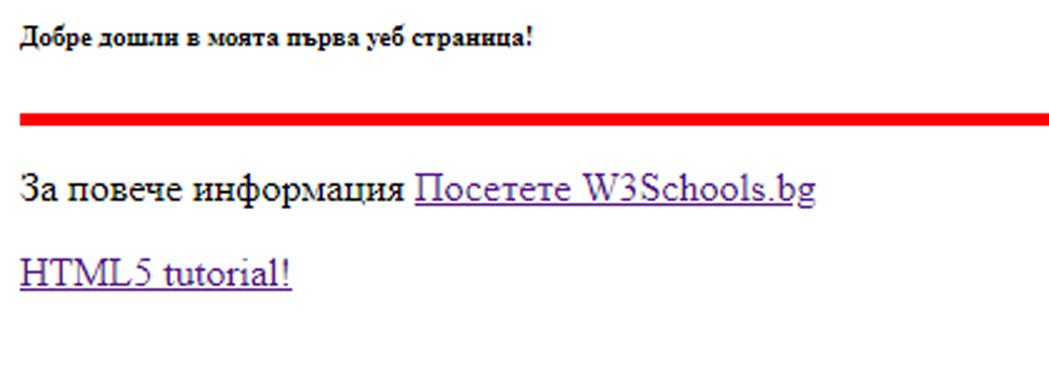 Добре дошли в моята първа уеб страница!
За повече информация Посетете W3Schools.bg
HTML5 tutorial!